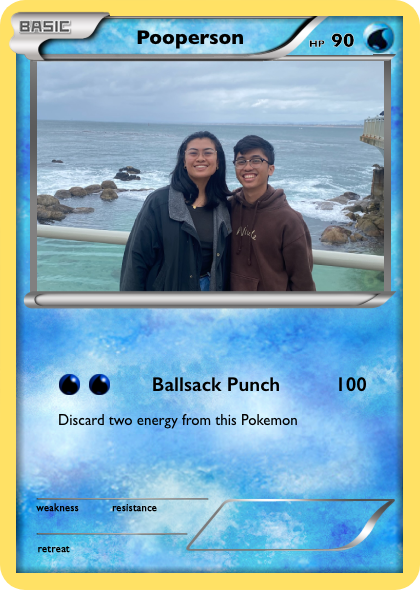 BASIC
Pooperson HP 90
Ballsack Punch 100
Discard two energy from this Pokemon
weakness resistance
retreat